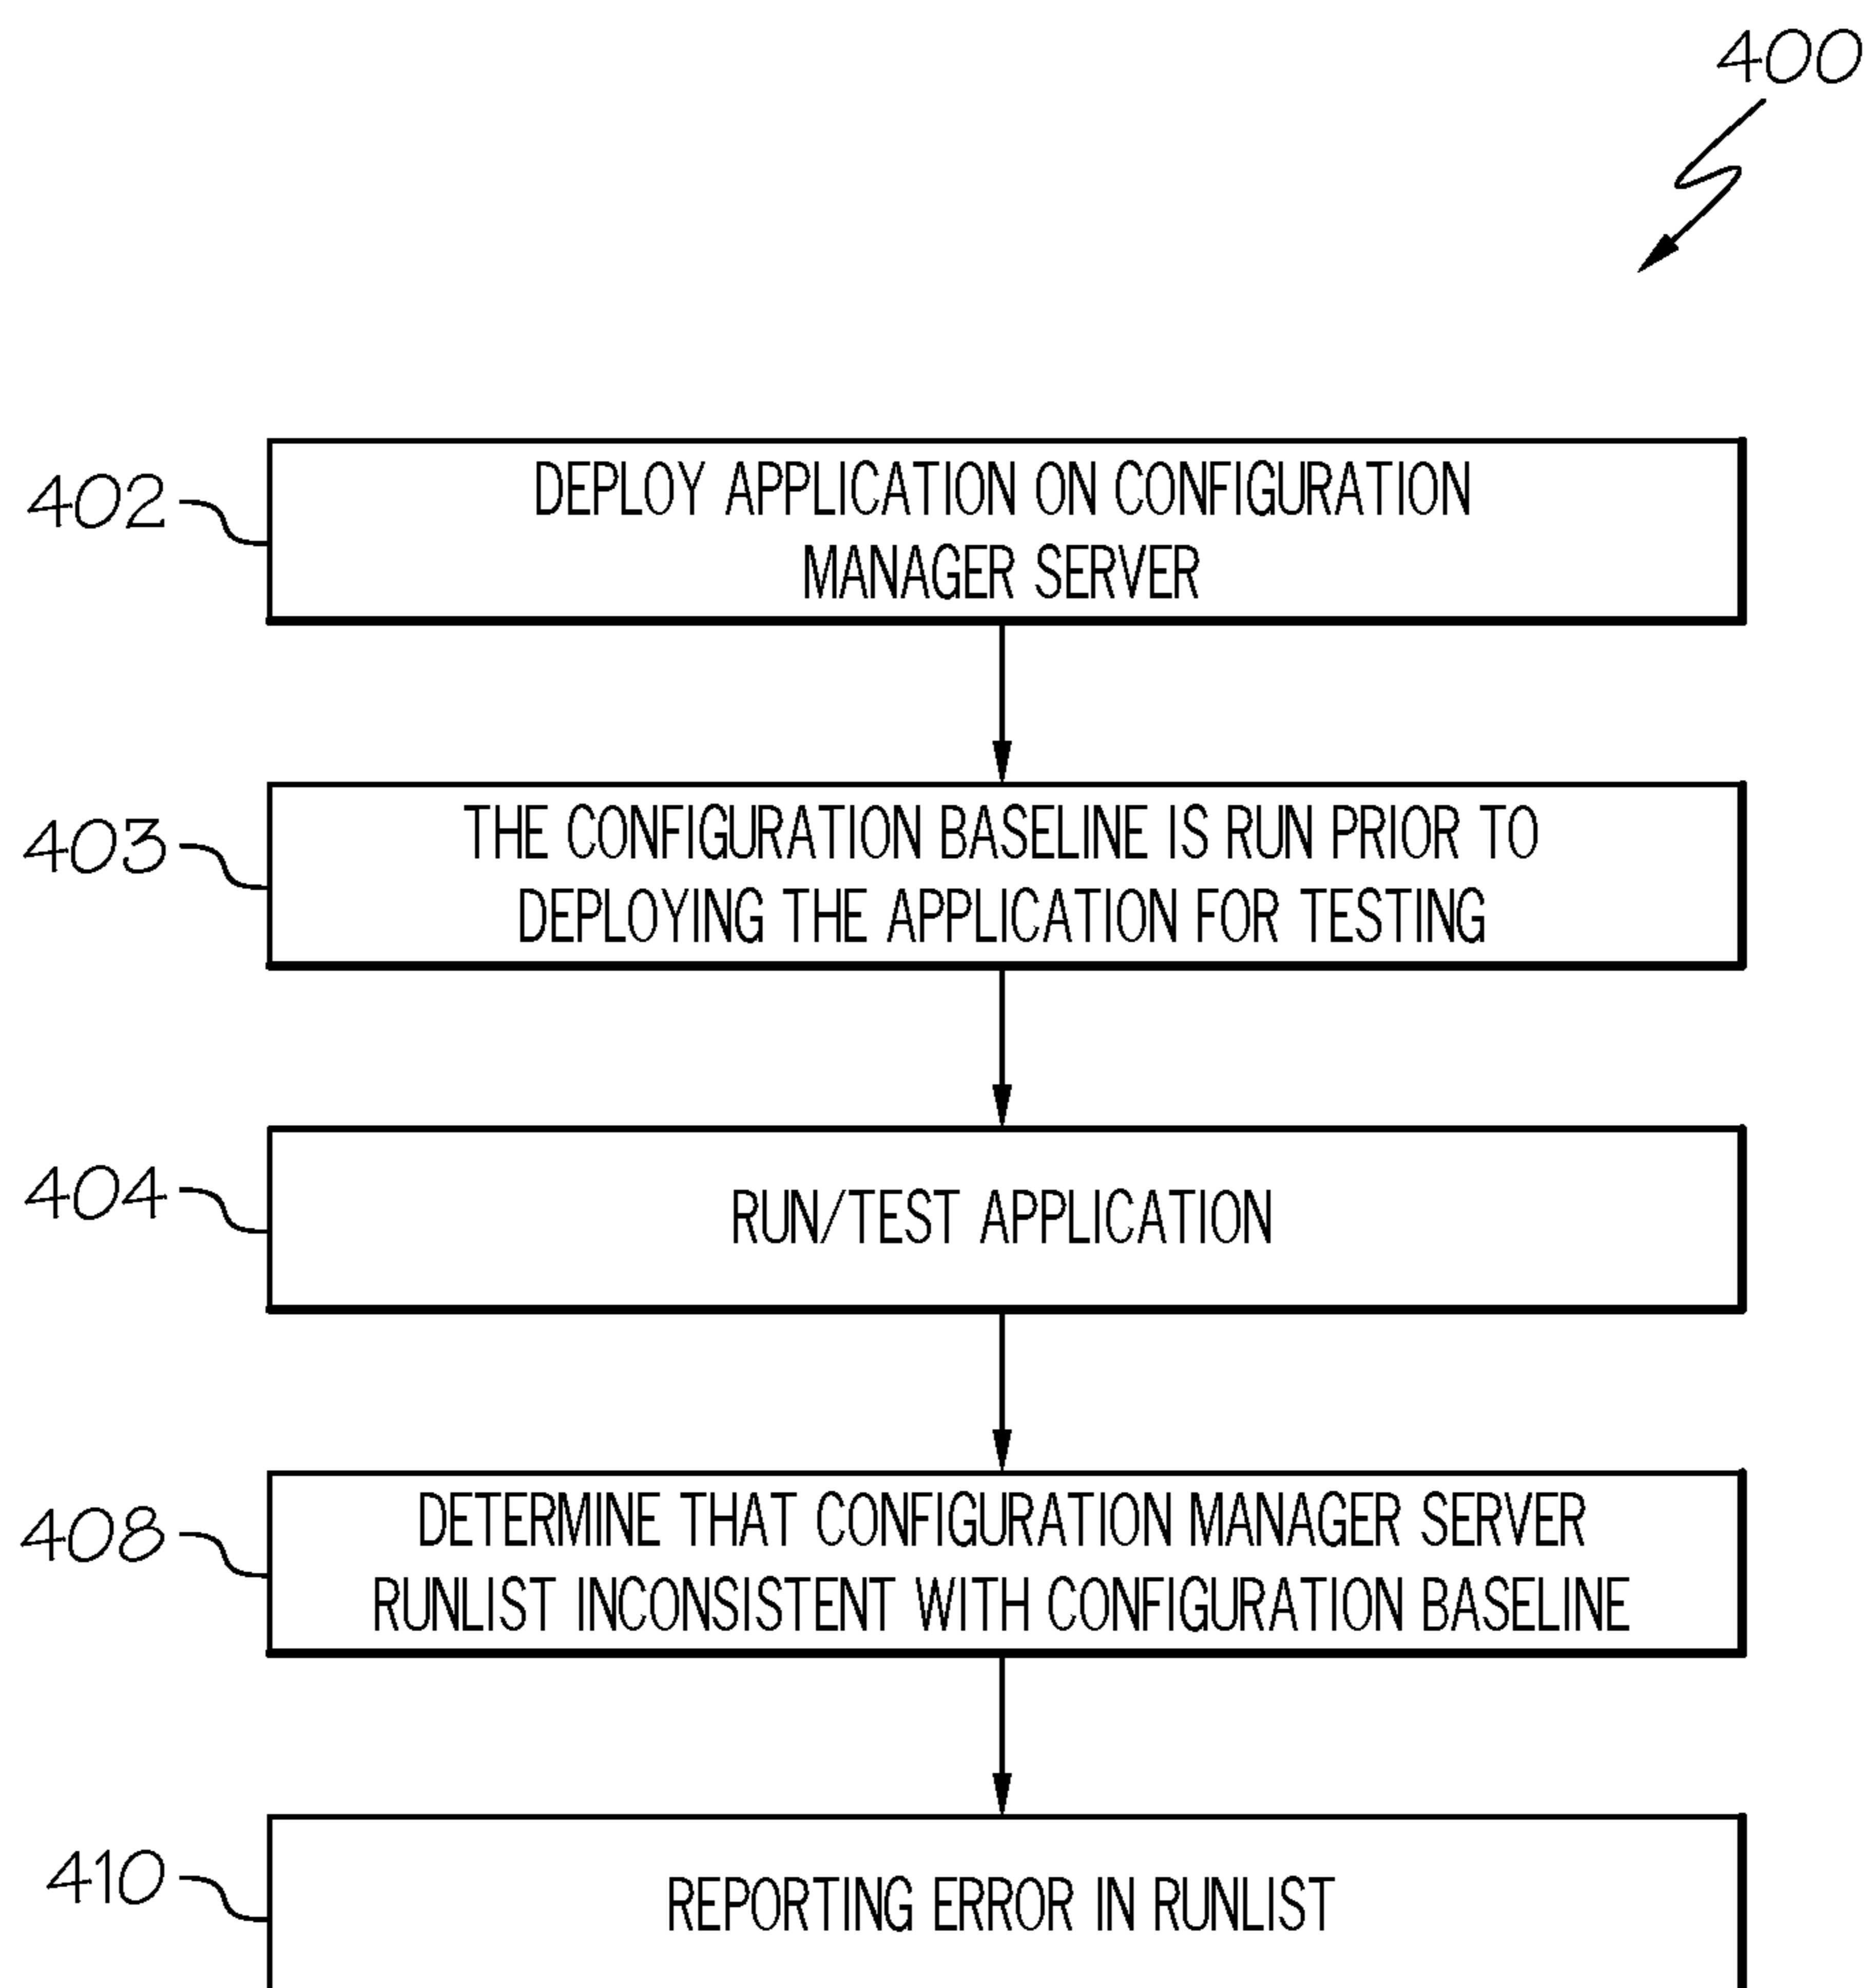 400
402
DEPLOY APPLICATION ON CONFIGURATION
MANAGER SERVER
403
THE CONFIGURATION BASELINE IS RUN PRIOR TO
DEPLOYING THE APPLICATION FOR TESTING
404
RUN/TEST APPLICATION
408
DETERMINE THAT CONFIGURATION MANAGER SERVER
RUNLIST INCONSISTENT WITH CONFIGURATION BASELINE
410
REPORTING ERROR IN RUNLIST